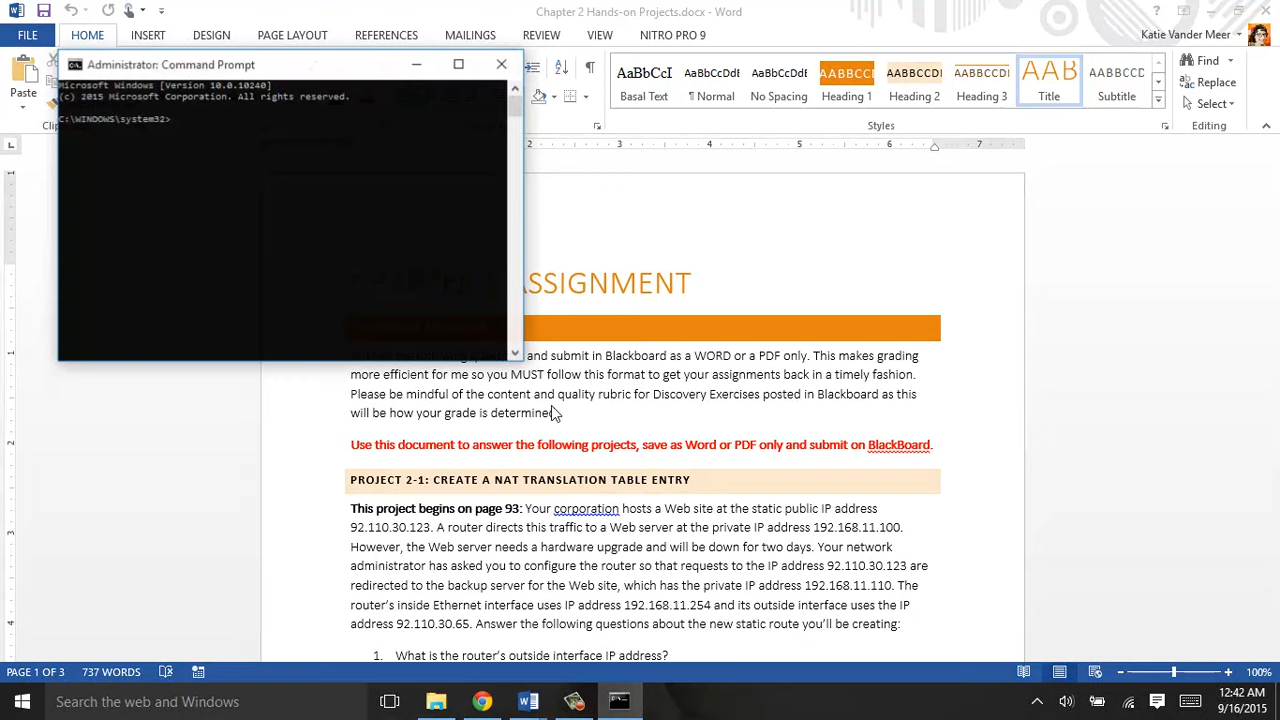 Chapter 2 Hands-on Projects.docx - Word
FILE
HOME
INSERT
DESIGN
PAGE LAYOUT
REFERENCES
MAILINGS
REVIEW
VIEW
NITRO PRO 9
Katie Vander Meer
Paste
AaBbCcI
AaBbCcDc
AABBCCI
AABBCCDI
AABBCCDI
AAB
AABBCCD
Basal Text
¶ Normal
Heading 1
Heading 2
Heading 3
Title
Subtitle
Find
Replace
Select
Styles
Editing
Administrator: Command Prompt
Microsoft Windows [Version 10.0.10240]
(c) 2015 Microsoft Corporation. All rights reserved.
C:\WINDOWS\system32>
2 3 4 5 6 7
ASSIGNMENT
and submit in Blackboard as a WORD or a PDF only. This makes grading
more efficient for me so you MUST follow this format to get your assignments back in a timely fashion.
Please be mindful of the content and quality rubric for Discovery Exercises posted in Blackboard as this
will be how your grade is determined.
Use this document to answer the following projects, save as Word or PDF only and submit on BlackBoard.
PROJECT 2-1: CREATE A NAT TRANSLATION TABLE ENTRY
This project begins on page 93: Your corporation hosts a Web site at the static public IP address
92.110.30.123. A router directs this traffic to a Web server at the private IP address 192.168.11.100.
However, the Web server needs a hardware upgrade and will be down for two days. Your network
administrator has asked you to configure the router so that requests to the IP address 92.110.30.123 are
redirected to the backup server for the Web site, which has the private IP address 192.168.11.110. The
router's inside Ethernet interface uses IP address 192.168.11.254 and its outside interface uses the IP
address 92.110.30.65. Answer the following questions about the new static route you'll be creating:
1. What is the router's outside interface IP address?
PAGE 1 OF 3
737 WORDS
100%
Search the web and Windows
12:42 AM
9/16/2015